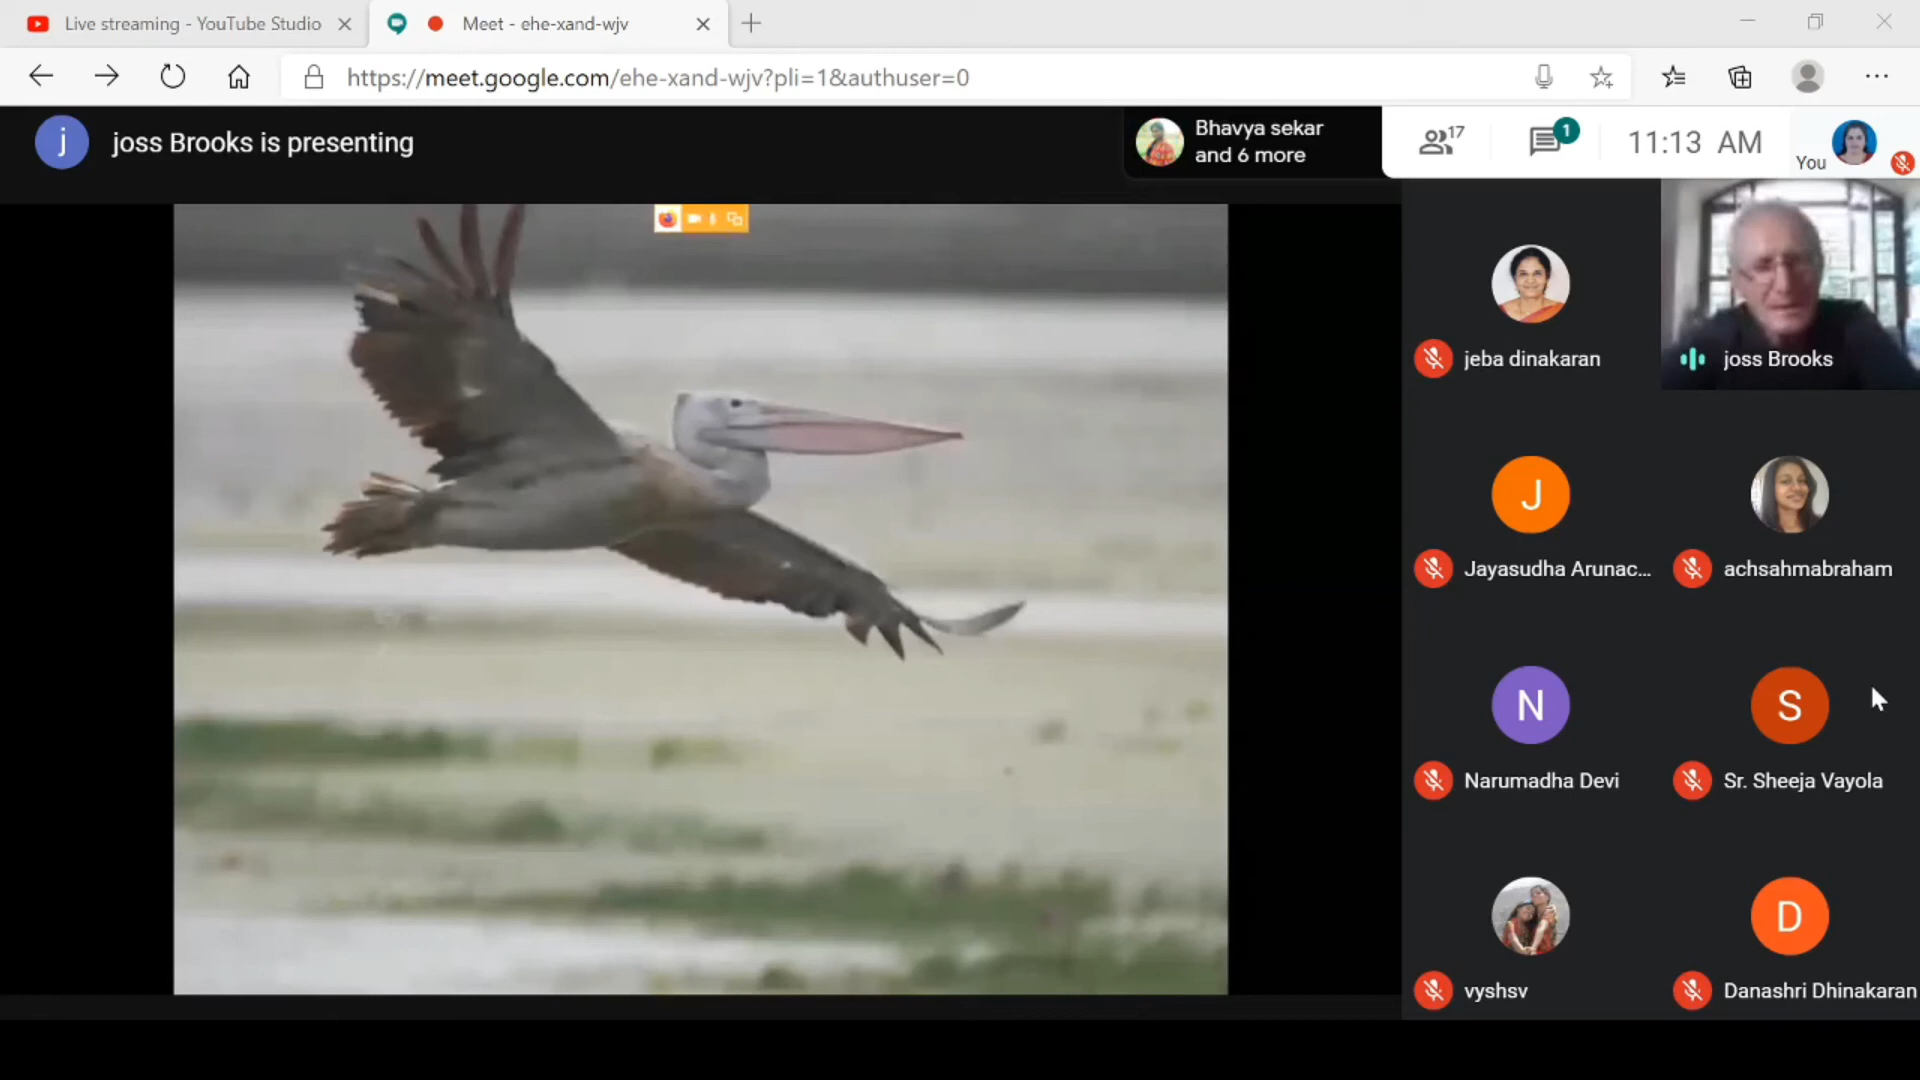 Live streaming - YouTube Studio
Meet - ehe-xand-wjv
https://meet.google.com/ehe-xand-wjv?pli=1&authuser=0
j
joss Brooks is presenting
Bhavya sekar
and 6 more
17
1
11:13 AM
You
jeba dinakaran
joss Brooks
J
Jayasudha Arunac...
achsahmabraham
N
Narumadha Devi
S
Sr. Sheeja Vayola
vyshsv
D
Danashri Dhinakaran